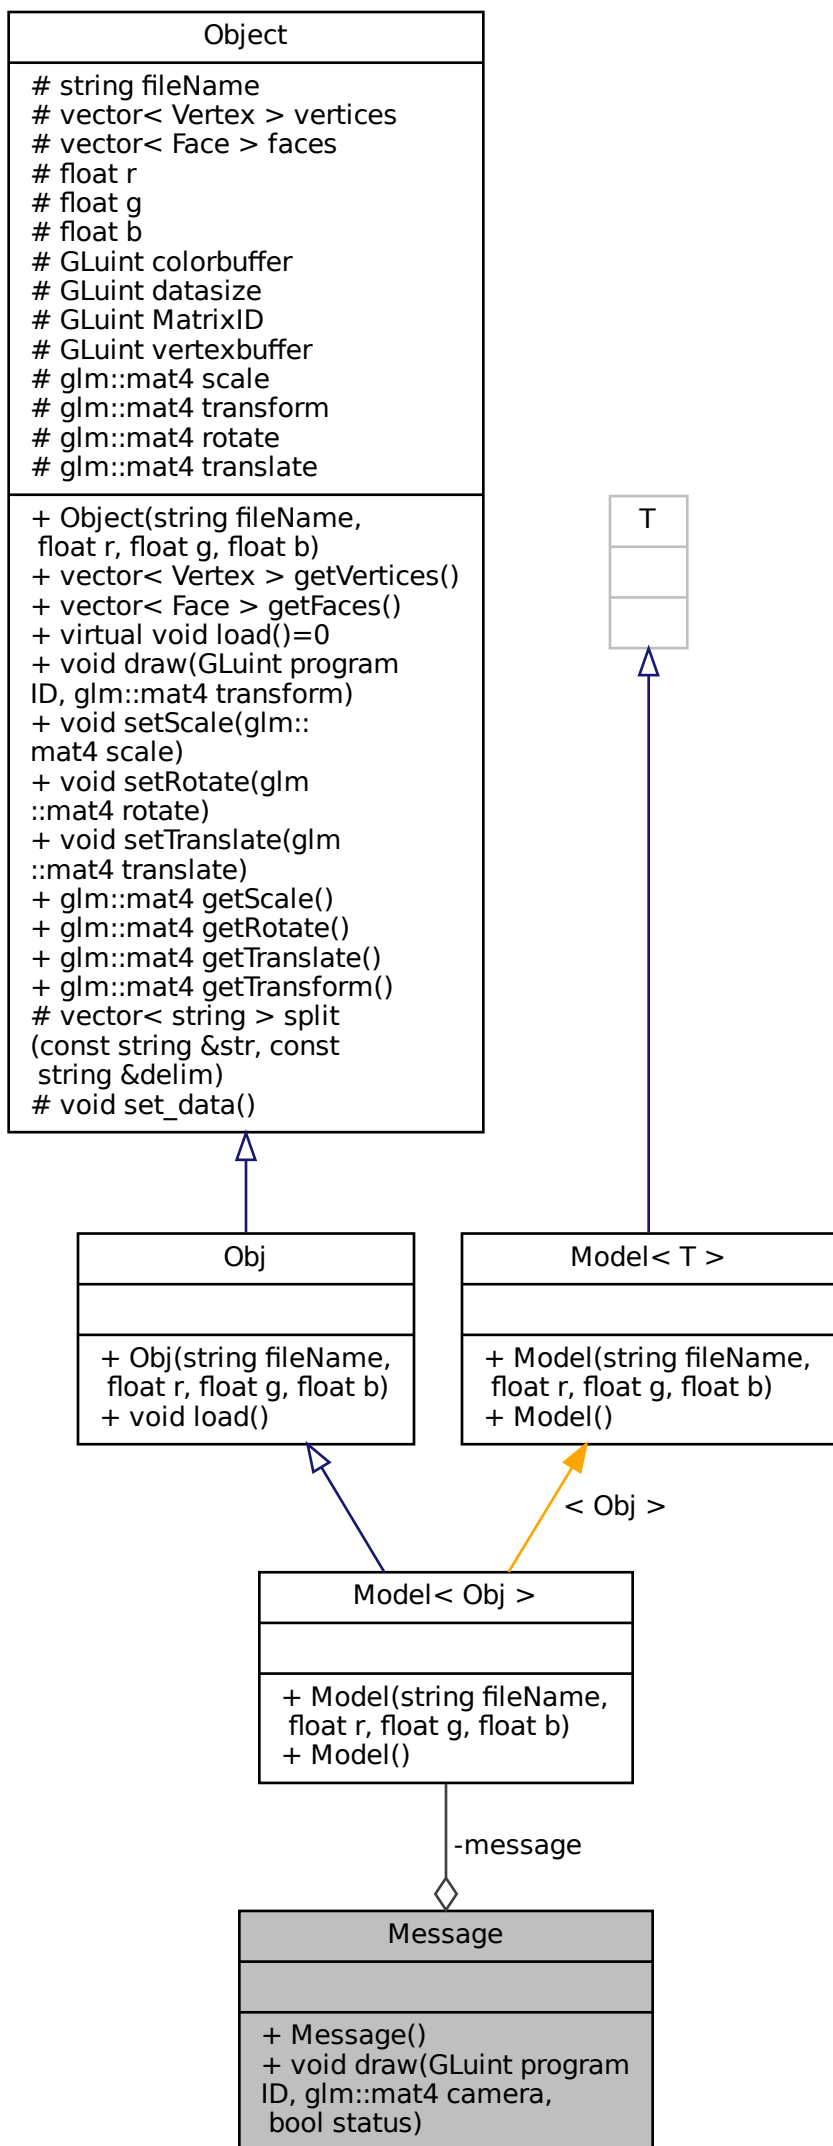 Object
# string fileName
# vector< Vertex > vertices
# vector< Face > faces
# float r
# float g
# float b
# GLuint colorbuffer
# GLuint datasize
# GLuint MatrixID
# GLuint vertexbuffer
# glm::mat4 scale
# glm::mat4 transform
# glm::mat4 rotate
# glm::mat4 translate
+ Object(string fileName,
float r, float g, float b)
+ vector< Vertex > getVertices()
+ vector< Face > getFaces()
+ virtual void load()=0
+ void draw(GLuint program
ID, glm::mat4 transform)
+ void setScale(glm::
mat4 scale)
+ void setRotate(glm
::mat4 rotate)
+ void setTranslate(glm
::mat4 translate)
+ glm::mat4 getScale()
+ glm::mat4 getRotate()
+ glm::mat4 getTranslate()
+ glm::mat4 getTransform()
# vector< string > split
(const string &str, const
string &delim)
# void set_data()
T
Obj
+ Obj(string fileName,
float r, float g, float b)
+ void load()
Model< T >
+ Model(string fileName,
float r, float g, float b)
+ Model()
< Obj >
Model< Obj >
+ Model(string fileName,
float r, float g, float b)
+ Model()
-message
Message
+ Message()
+ void draw(GLuint program
ID, glm::mat4 camera,
bool status)